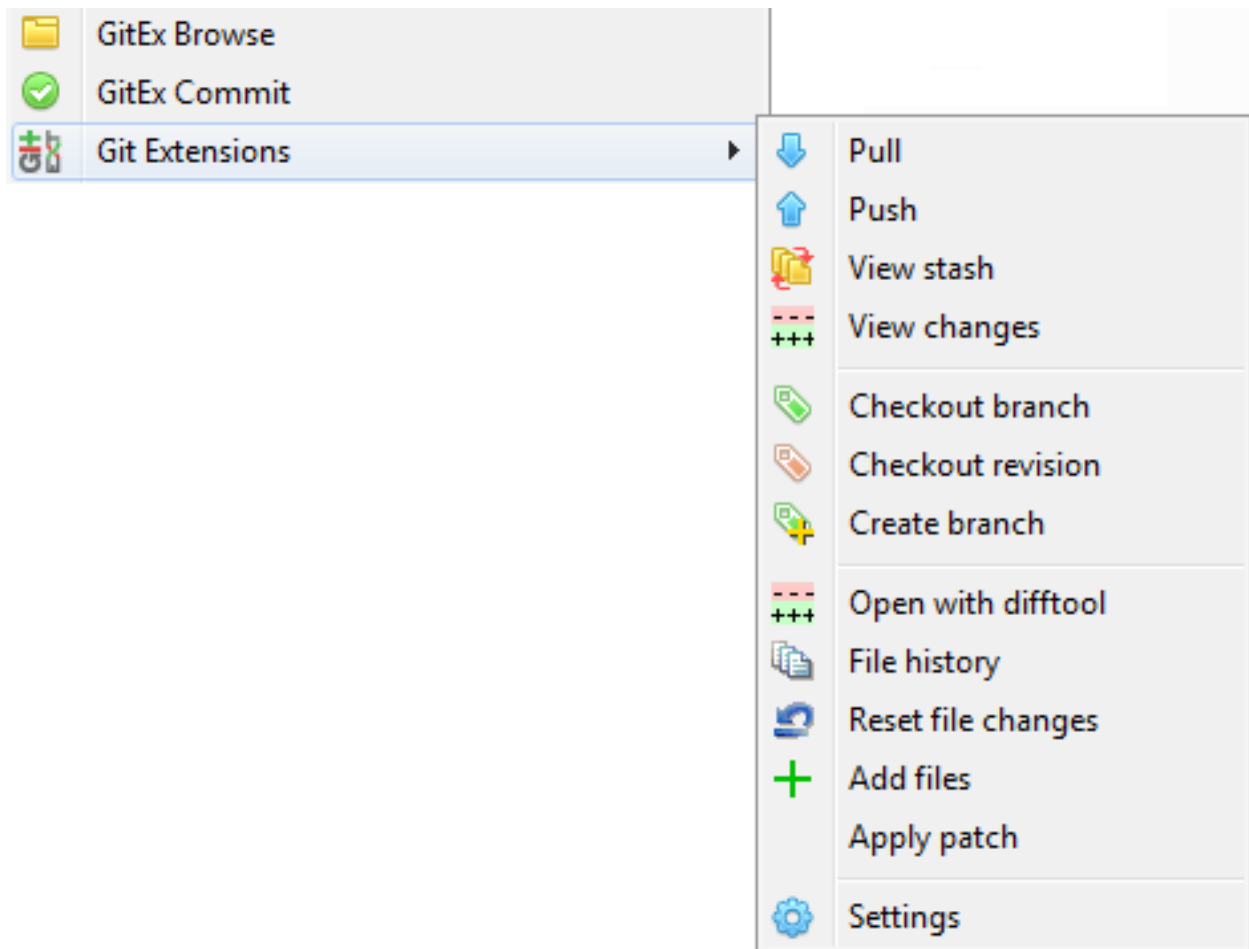 GitEx Browse
GitEx Commit
Git Extensions
Pull
Push
View stash
View changes
Checkout branch
Checkout revision
Create branch
Open with difftool
File history
Reset file changes
Add files
Apply patch
Settings